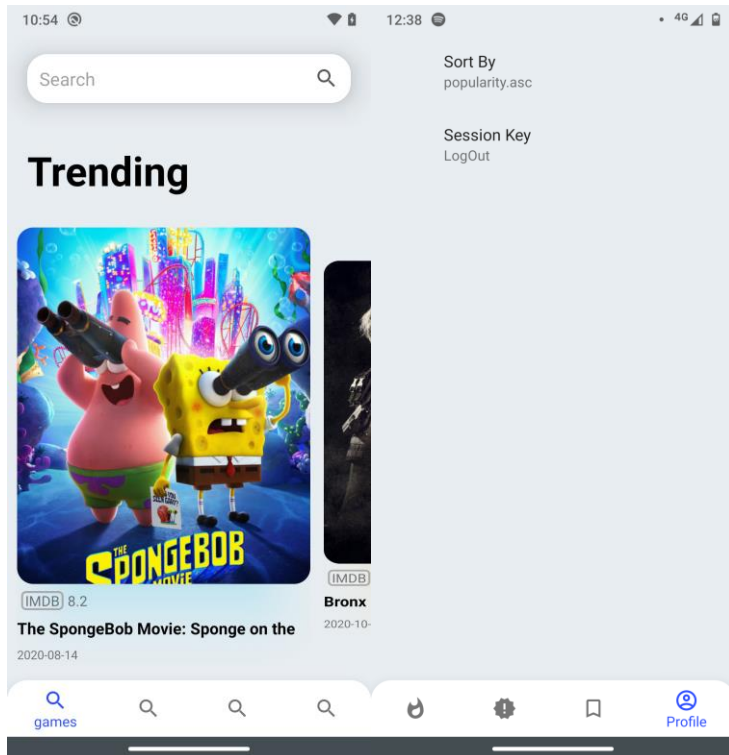 10:54
Search
Trending
THE
SPONGEBOB
MOVIE
IMDB 8.2
The SpongeBob Movie: Sponge on the
2020-08-14
IMDB
Bronx
2020-10-
games
12:38
4G
Sort By
popularity.asc
Session Key
LogOut
Profile